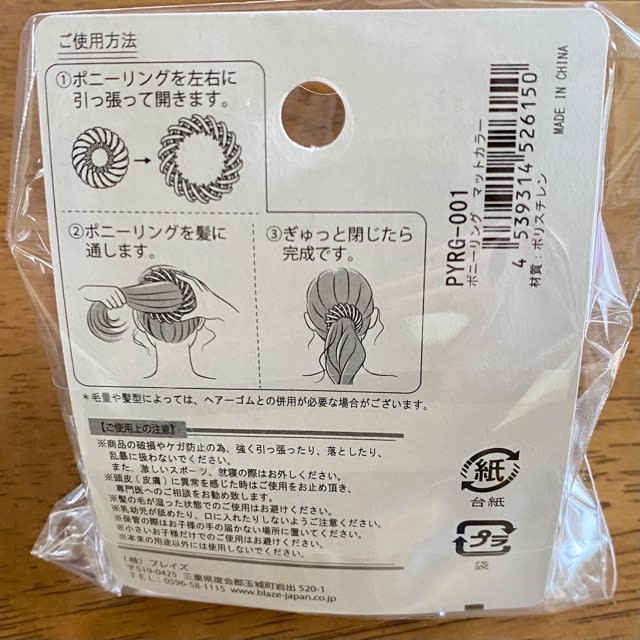 ご使用方法
①ポニーリングを左右に
引っ張って開きます。
②ポニーリングを髪に
通します。
③ぎゅっと閉じたら
完成です。
＊毛量や髪型によっては、ヘアーゴムとの併用が必要な場合がございます。
【ご使用上の注意】
※商品の破損やケガ防止の為、強く引っ張ったり、落としたり、
乱暴に扱わないでください。
また、激しいスポーツ、就寝の際はお外しください。
※頭皮（皮膚）に異常を感じた時はご使用をお止め頂き、
専門医へのご相談をお勧め致します。
※髪の毛が湿った状態でのご使用はお避けください。
※乳幼児が舐めたり、口に入れたりしないようご注意ください。
※保管の際はお子様の手の届かない場所に置いてください。
※小さいお子様だけでのご使用はお避けください。
※本来の用途以外には使用しないでください。
（株）ブレイズ
〒519-0425 三重県度会郡玉城町岩出 520-1
TEL. 0596-58-1115 www.blaze-japan.co.jp
PYRG-001
ポニーリング マットカラー
4 539314 526150
材質：ポリスチレン
MADE IN CHINA
紙
台紙
プラ
袋